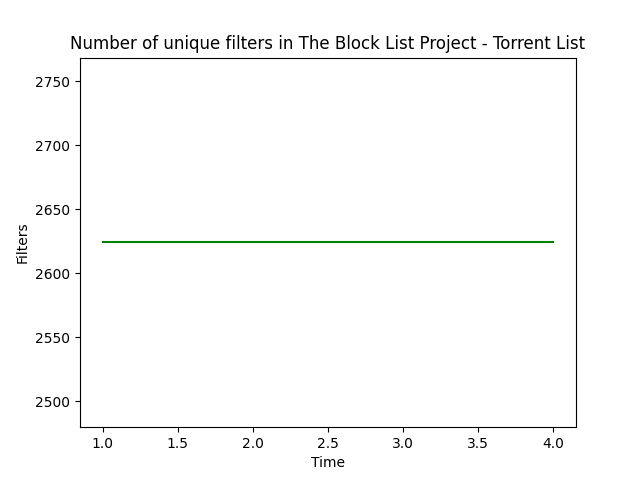 Number of unique filters in The Block List Project - Torrent List
2750
2700
2650
2600
2550
2500
Filters
1.0 1.5 2.0 2.5 3.0 3.5 4.0
Time